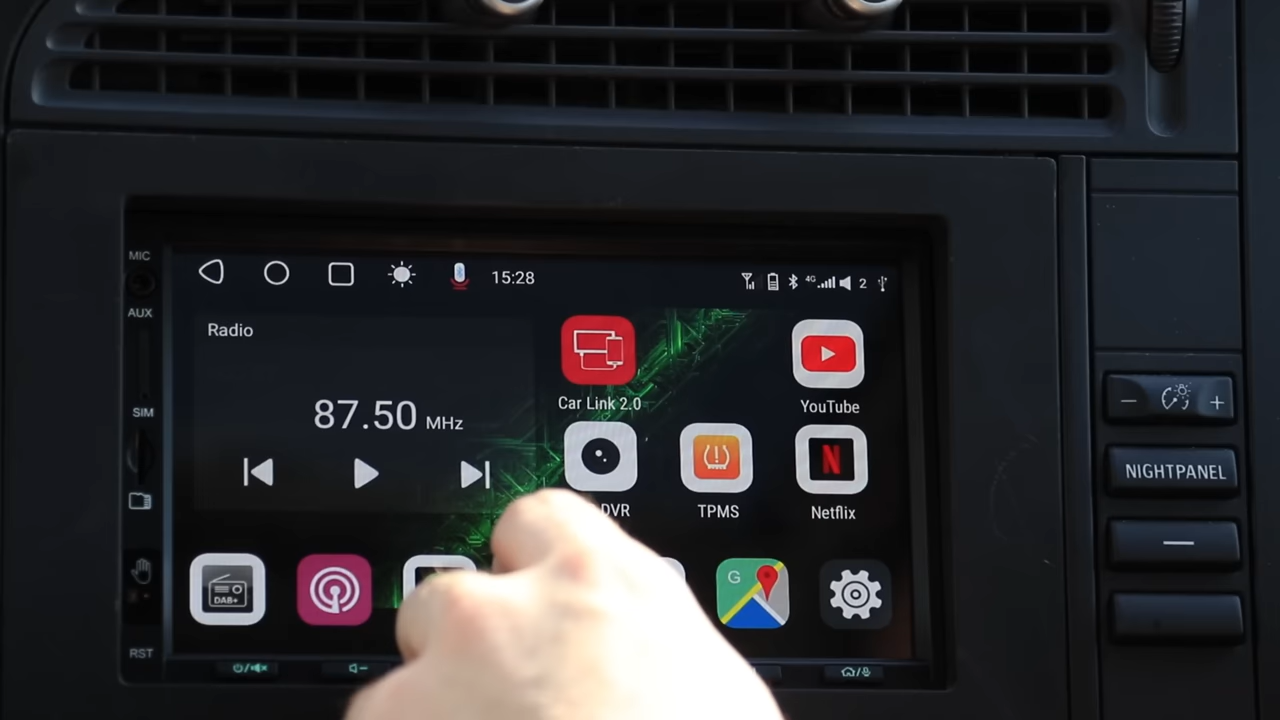 MIC
AUX
SIM
RST
15:28
4G
2
Radio
87.50 MHz
Car Link 2.0
YouTube
DVR
TPMS
Netflix
DAB+
G
NIGHTPANEL